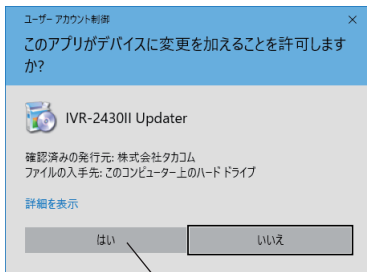 ユーザー アカウント制御
このアプリがデバイスに変更を加えることを許可します
か?
IVR-2430II Updater
確認済みの発行元: 株式会社タカコム
ファイルの入手先: このコンピューター上のハード ドライブ
詳細を表示
はい
いいえ